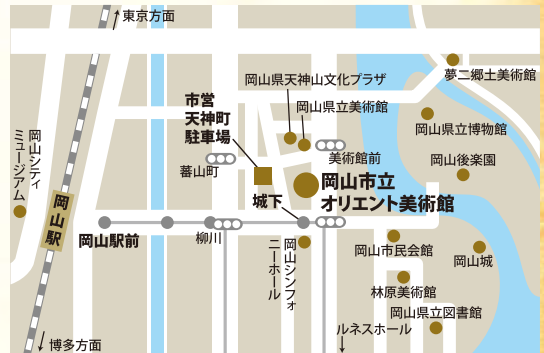 東京方面
夢二郷土美術館
岡山県天神山文化プラザ
市営
天神町
駐車場
岡山県立美術館
岡山県立博物館
岡山シティ
ミュージアム
美術館前
蕃山町
岡山後楽園
岡山市立
オリエント美術館
岡山駅
城下
岡山駅前
柳川
岡山シンフォ
ニーホール
岡山市民会館
岡山城
林原美術館
岡山県立図書館
ルネスホール
博多方面